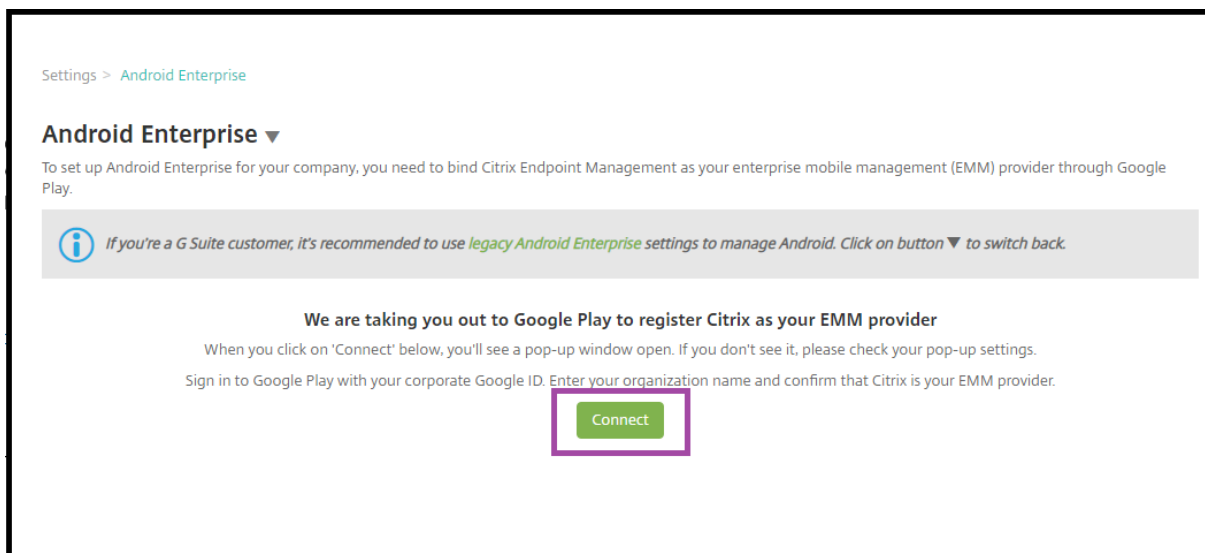 Settings > Android Enterprise
Android Enterprise ▼
To set up Android Enterprise for your company, you need to bind Citrix Endpoint Management as your enterprise mobile management (EMM) provider through Google
Play.
If you're a G Suite customer, it's recommended to use legacy Android Enterprise settings to manage Android. Click on button ▼ to switch back.
We are taking you out to Google Play to register Citrix as your EMM provider
When you click on 'Connect' below, you'll see a pop-up window open. If you don't see it, please check your pop-up settings.
Sign in to Google Play with your corporate Google ID. Enter your organization name and confirm that Citrix is your EMM provider.
Connect